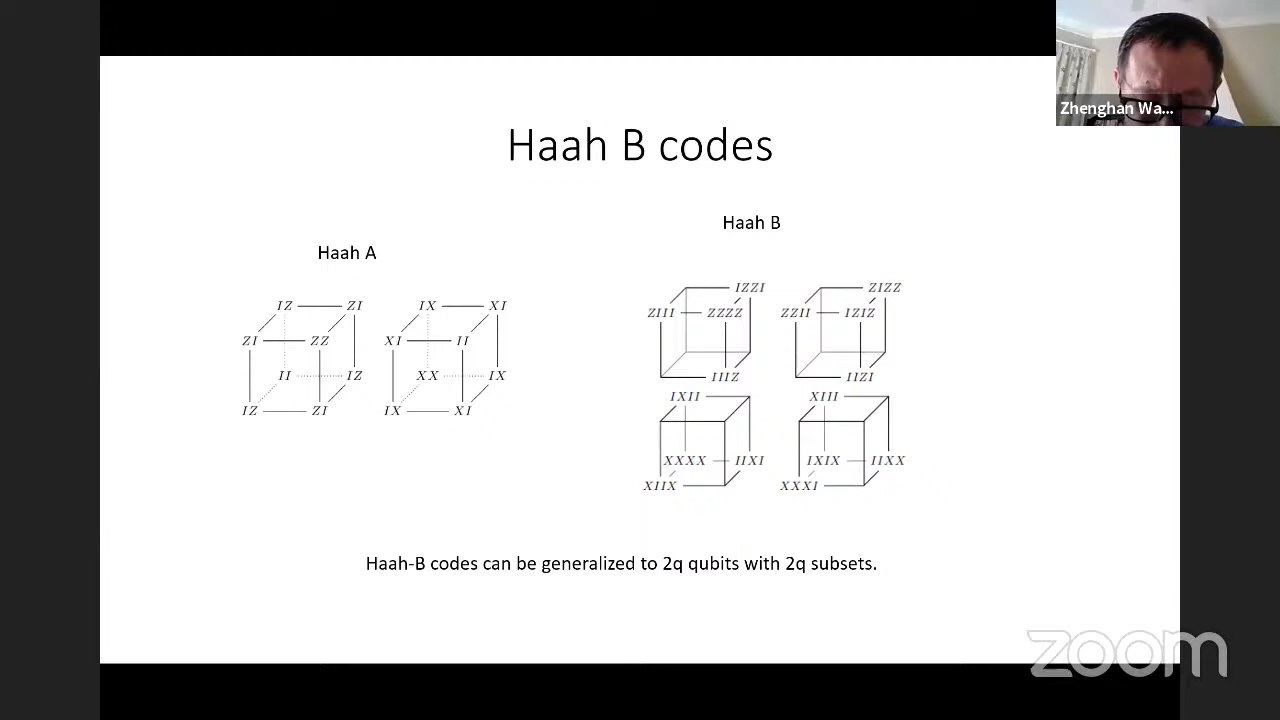 Zhenghan Wa...
Haah B codes
Haah A
Haah B
IZ ZI
ZI ZZ
II IZ
IZ ZI
IX XI
XI II
XX IX
IX XI
IZZI
ZIII ZZZZ
IIIZ
ZIZZ
ZZII IZIZ
IIZI
IXII
XXXX IIXI
XIIX
XIII
IXIX IIXX
XXXI
Haah-B codes can be generalized to 2q qubits with 2q subsets.
zoom